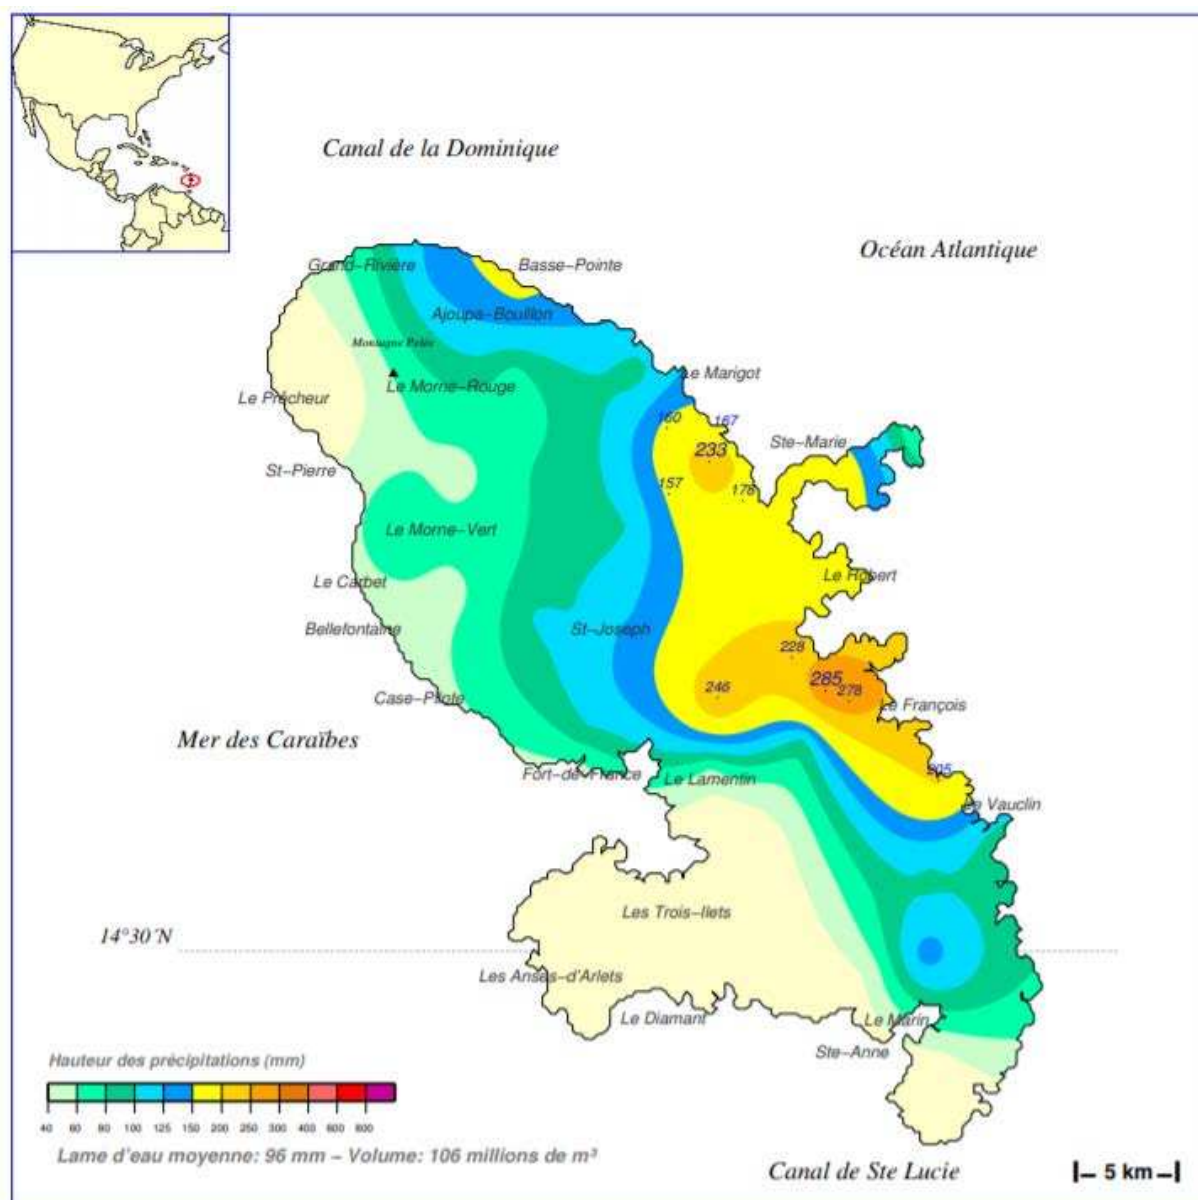 Canal de la Dominique
Océan Atlantique
Grand-Rivière
Basse-Pointe
Ajoupa-Bouillon
Montagne Pelée
Le Marigot
Le Morne-Rouge
Le Prêcheur
160
167
Ste-Marie
233
St-Pierre
157
178
Le Morne-Vert
Le Carbet
Le Robert
Bellefontaine
St-Joseph
228
285
278
246
Case-Pilote
Le François
Mer des Caraïbes
205
Fort-de-France
Le Lamentin
Le Vauclin
Les Trois-Ilets
14°30'N
Les Anses-d'Arlets
Le Diamant
Le Marin
Ste-Anne
Hauteur des précipitations (mm)
40 60 80 100 125 150 200 250 300 400 600 800
Lame d'eau moyenne: 96 mm - Volume: 106 millions de m³
Canal de Ste Lucie
5 km